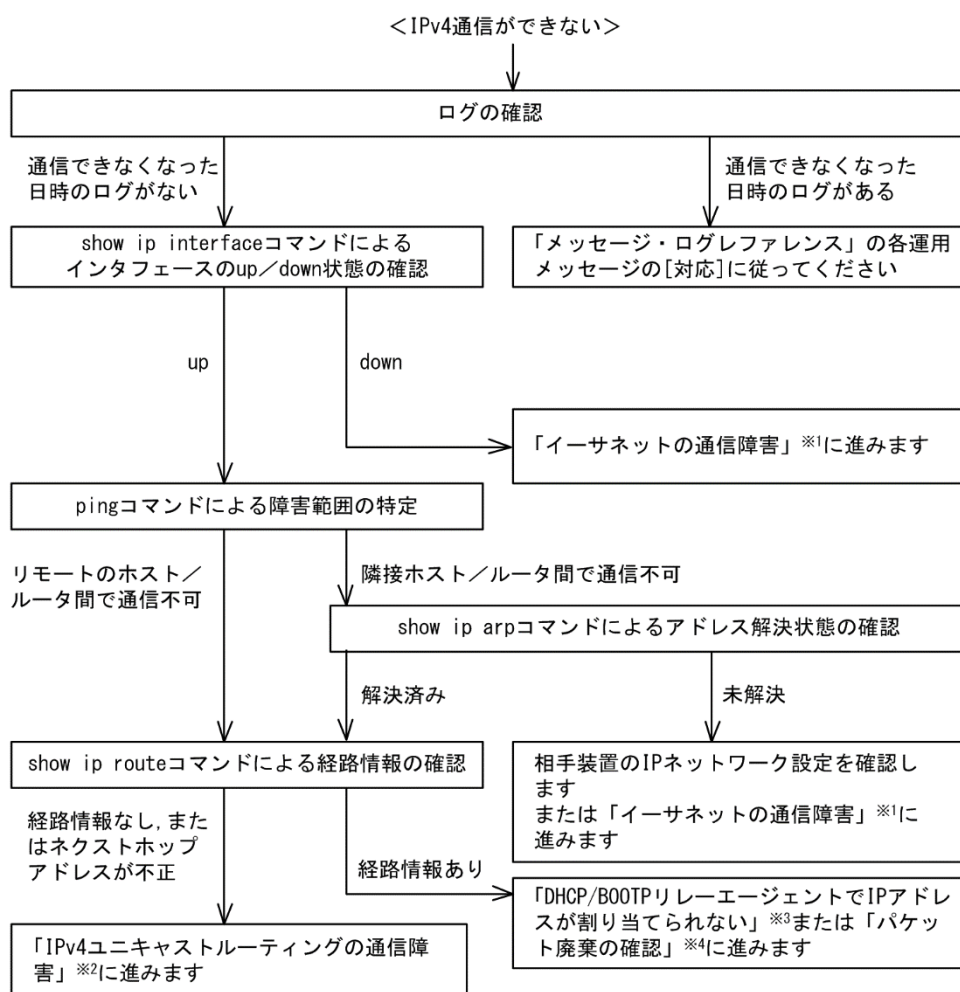 ＜IPv4通信ができない＞
ログの確認
通信できなくなった
日時のログがない
通信できなくなった
日時のログがある
show ip interfaceコマンドによる
インタフェースのup／down状態の確認
「メッセージ・ログレファレンス」の各運用
メッセージの[対応]に従ってください
up
down
「イーサネットの通信障害」※1に進みます
pingコマンドによる障害範囲の特定
リモートのホスト／
ルータ間で通信不可
隣接ホスト／ルータ間で通信不可
show ip arpコマンドによるアドレス解決状態の確認
解決済み
未解決
show ip routeコマンドによる経路情報の確認
相手装置のIPネットワーク設定を確認し
ます
または「イーサネットの通信障害」※1に
進みます
経路情報なし,また
はネクストホップ
アドレスが不正
経路情報あり
「DHCP/BOOTPリレーエージェントでIPアドレ
スが割り当てられない」※3または「パケッ
ト廃棄の確認」※4に進みます
「IPv4ユニキャストルーティングの通信障
害」※2に進みます